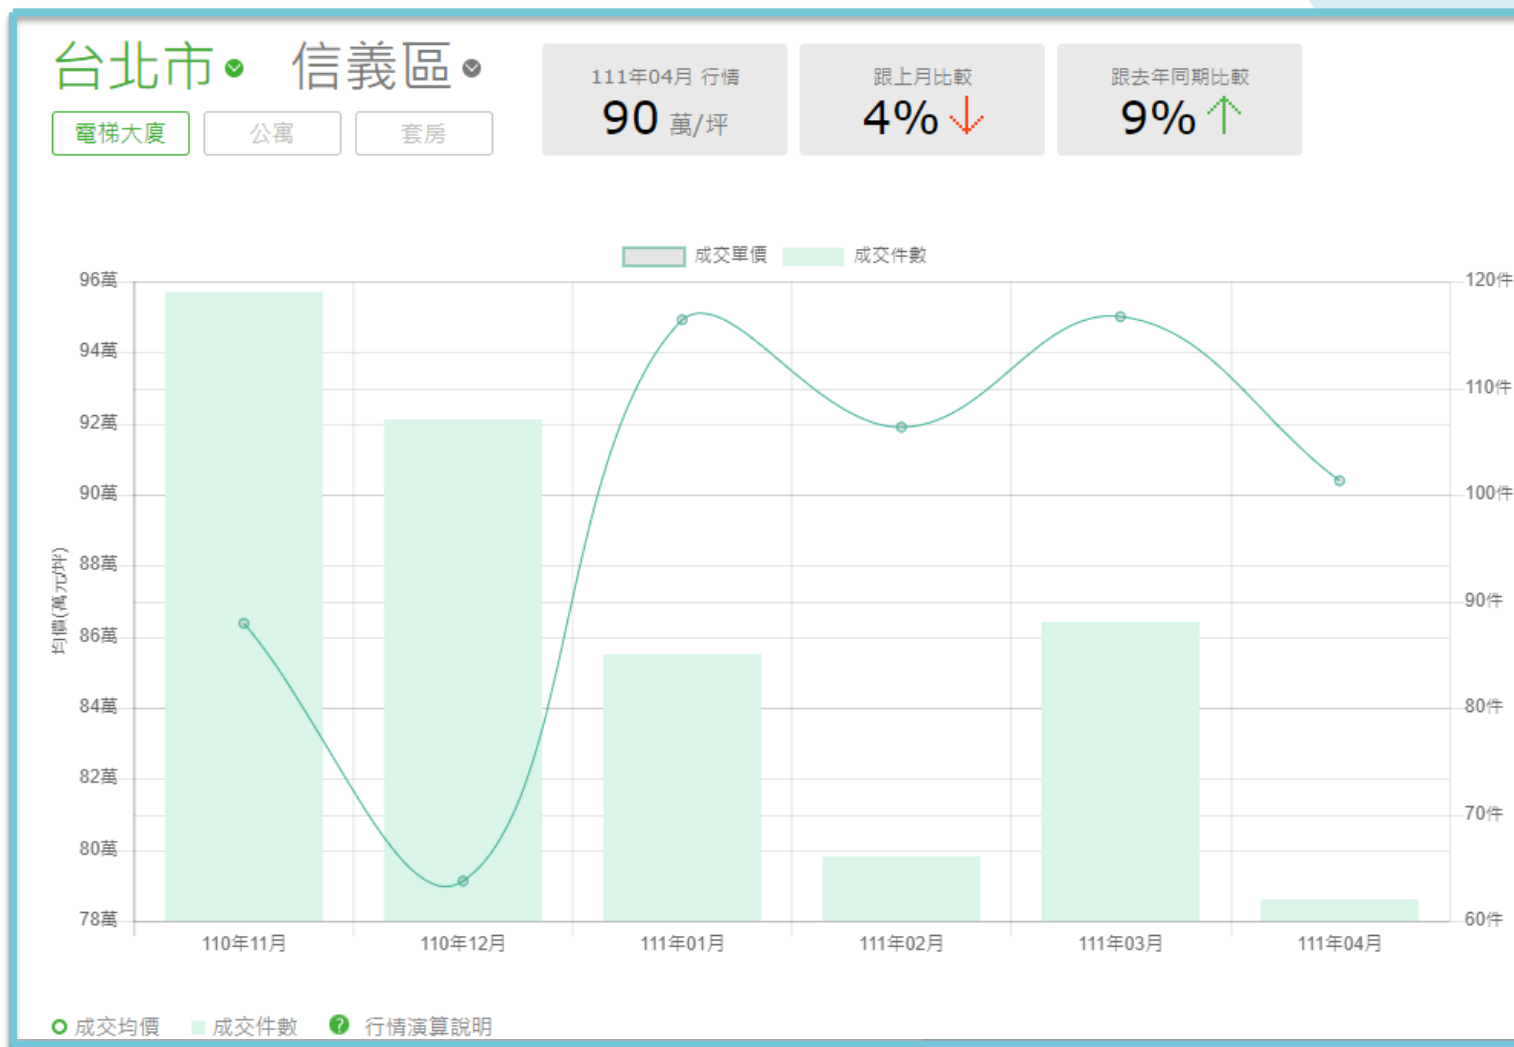 台北市 信義區
電梯大廈 公寓 套房
111年04月 行情
90 萬/坪
跟上月比較
4%
跟去年同期比較
9%
成交單價 成交件數
96萬
94萬
92萬
90萬
88萬
86萬
84萬
82萬
80萬
78萬
均價(萬元/坪)
120件
110件
100件
90件
80件
70件
60件
110年11月 110年12月 111年01月 111年02月 111年03月 111年04月
成交均價 成交件數 ? 行情演算說明